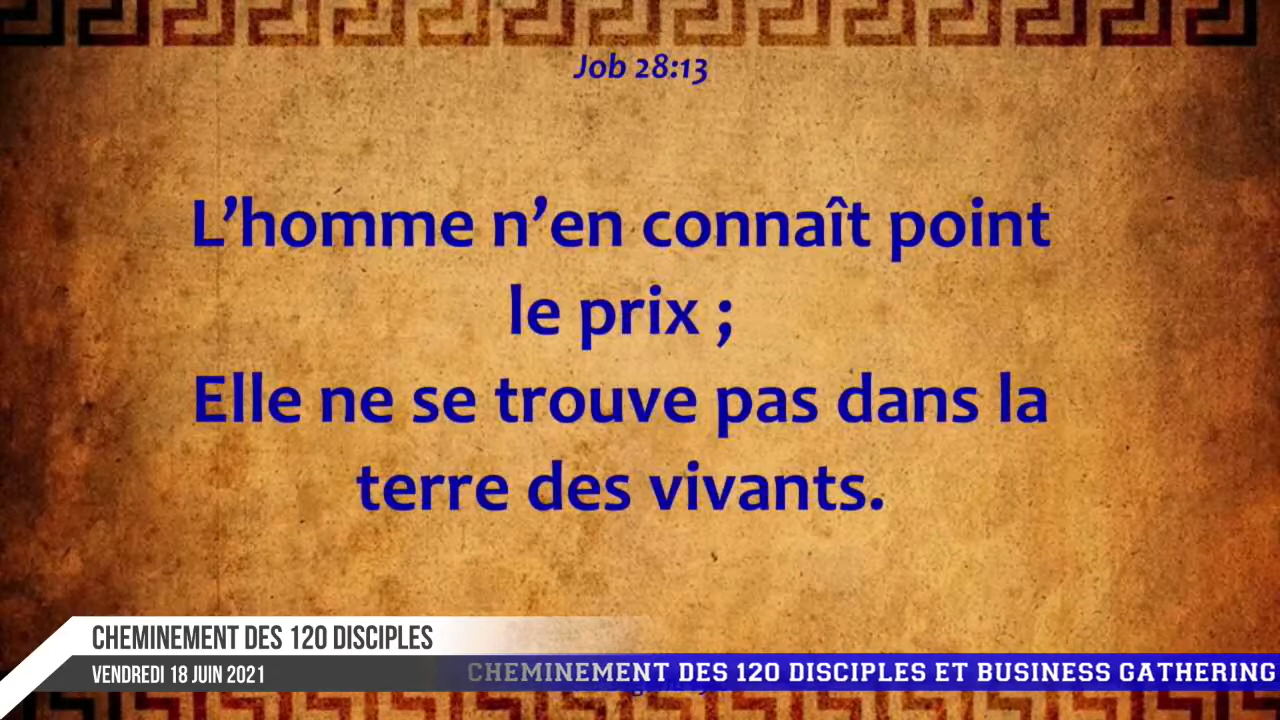 Job 28:13
L’homme n’en connaît point
le prix ;
Elle ne se trouve pas dans la
terre des vivants.
CHEMINEMENT DES 120 DISCIPLES
VENDREDI 18 JUIN 2021
CHEMINEMENT DES 120 DISCIPLES ET BUSINESS GATHERING